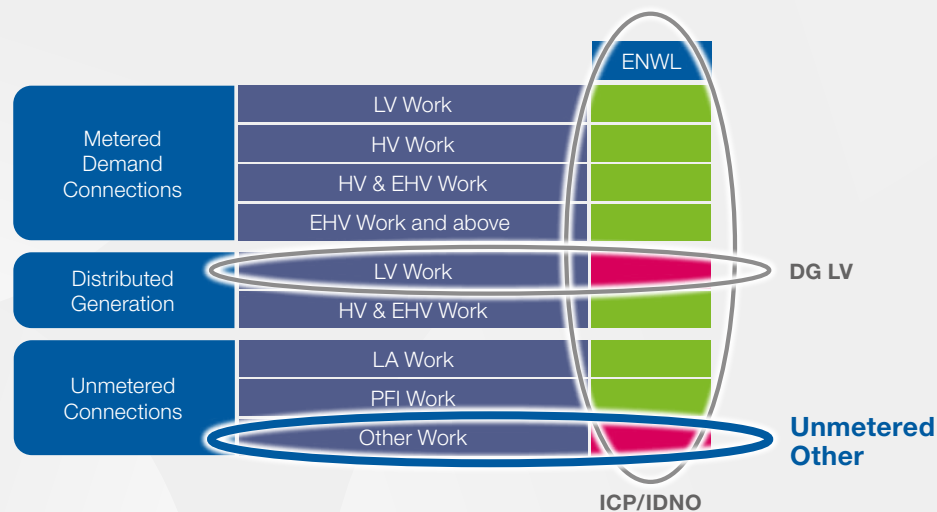 ENWL
Metered
Demand
Connections
LV Work
HV Work
HV & EHV Work
EHV Work and above
Distributed
Generation
LV Work
HV & EHV Work
DG LV
Unmetered
Connections
LA Work
PFI Work
Other Work
Unmetered
Other
ICP/IDNO